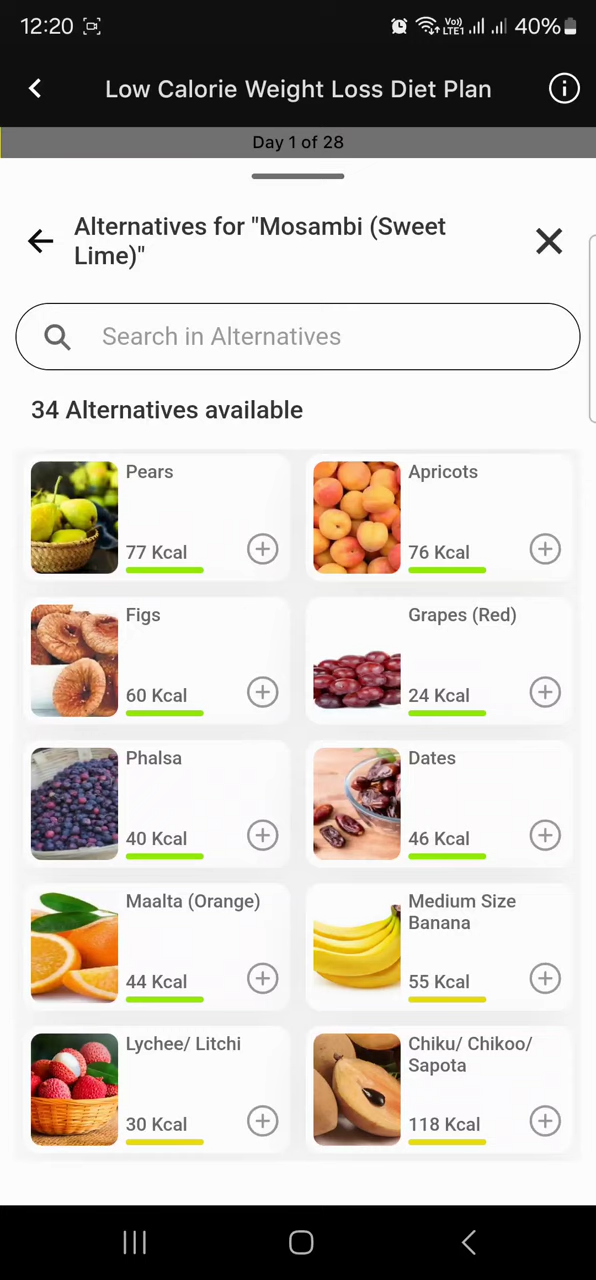 12:20
Vo)) LTE1 40%
Low Calorie Weight Loss Diet Plan
Day 1 of 28
Alternatives for "Mosambi (Sweet
Lime)"
Search in Alternatives
34 Alternatives available
Pears
77 Kcal
Apricots
76 Kcal
Figs
60 Kcal
Grapes (Red)
24 Kcal
Phalsa
40 Kcal
Dates
46 Kcal
Maalta (Orange)
44 Kcal
Medium Size
Banana
55 Kcal
Lychee/ Litchi
30 Kcal
Chiku/ Chikoo/
Sapota
118 Kcal